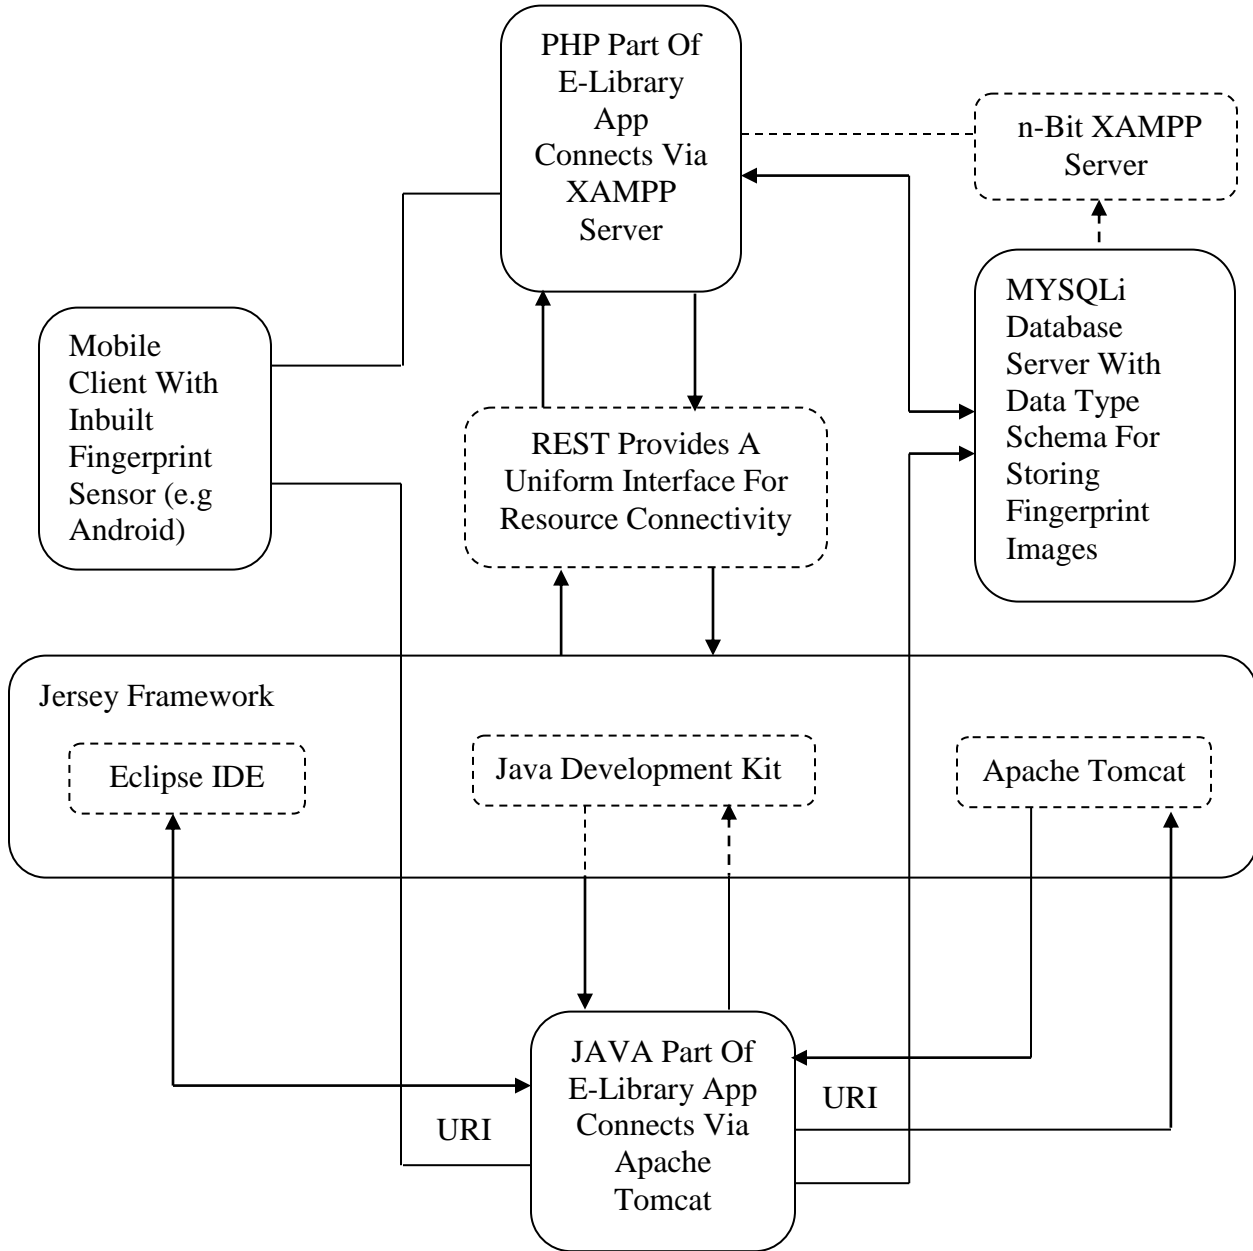 PHP Part Of
E-Library
App
Connects Via
XAMPP
Server
n-Bit XAMPP
Server
Mobile
Client With
Inbuilt
Fingerprint
Sensor (e.g
Android)
REST Provides A
Uniform Interface For
Resource Connectivity
MYSQLi
Database
Server With
Data Type
Schema For
Storing
Fingerprint
Images
Jersey Framework
Eclipse IDE
Java Development Kit
Apache Tomcat
JAVA Part Of
E-Library App
Connects Via
Apache
Tomcat
URI
URI